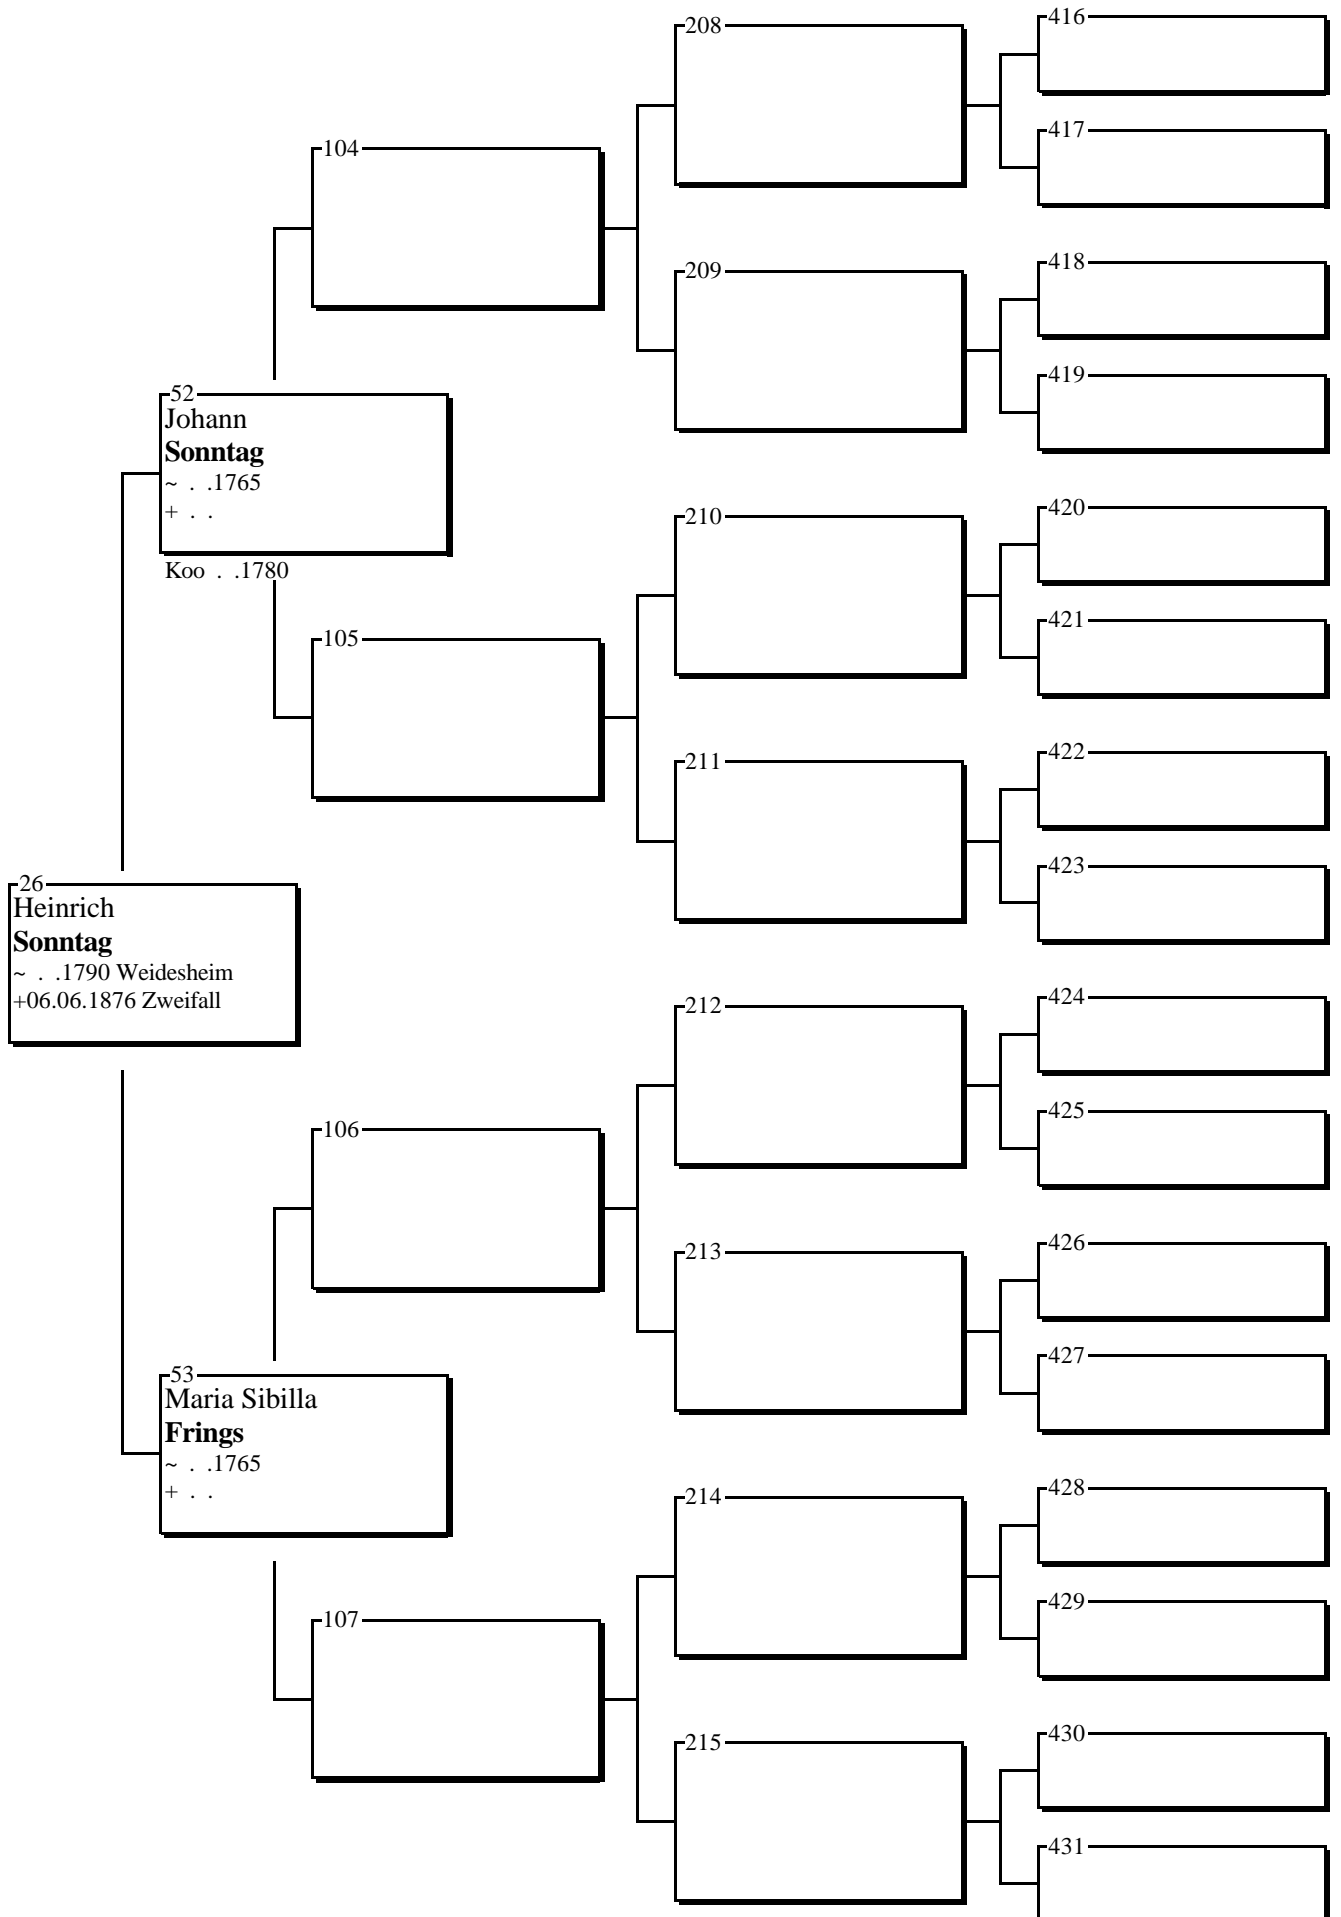 208
416
417
104
209
418
419
52
Johann
Sonntag
~ . .1765
+ . .
Koo . .1780
210
420
421
105
211
422
423
26
Heinrich
Sonntag
~ . .1790 Weidesheim
+06.06.1876 Zweifall
212
424
425
106
213
426
427
53
Maria Sibilla
Frings
~ . .1765
+ . .
214
428
429
107
215
430
431